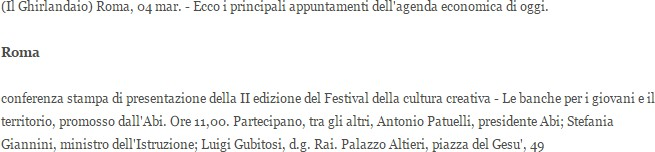 (Il Ghirlandaio) Roma, 04 mar. - Ecco i principali appuntamenti dell'agenda economica di oggi.
Roma
conferenza stampa di presentazione della II edizione del Festival della cultura creativa - Le banche per i giovani e il
territorio, promosso dall'Abi. Ore 11,00. Partecipano, tra gli altri, Antonio Patuelli, presidente Abi; Stefania
Giannini, ministro dell'Istruzione; Luigi Gubitosi, d.g. Rai. Palazzo Altieri, piazza del Gesu', 49